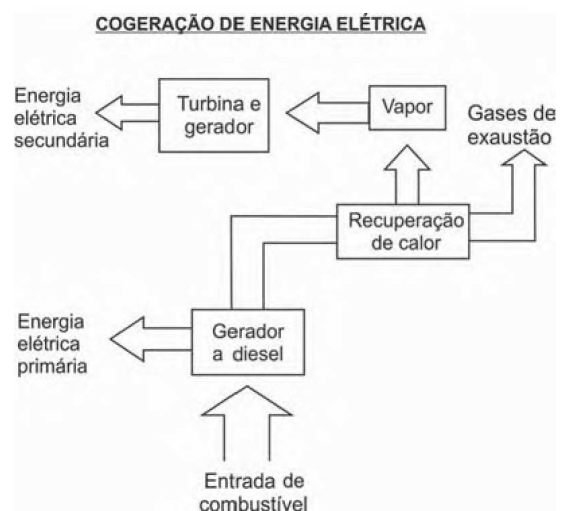 COGERAÇÃO DE ENERGIA ELÉTRICA
Energia
elétrica
secundária
Turbina e
gerador
Vapor
Gases de
exaustão
Recuperação
de calor
Energia
elétrica
primária
Gerador
a diesel
Entrada de
combustível